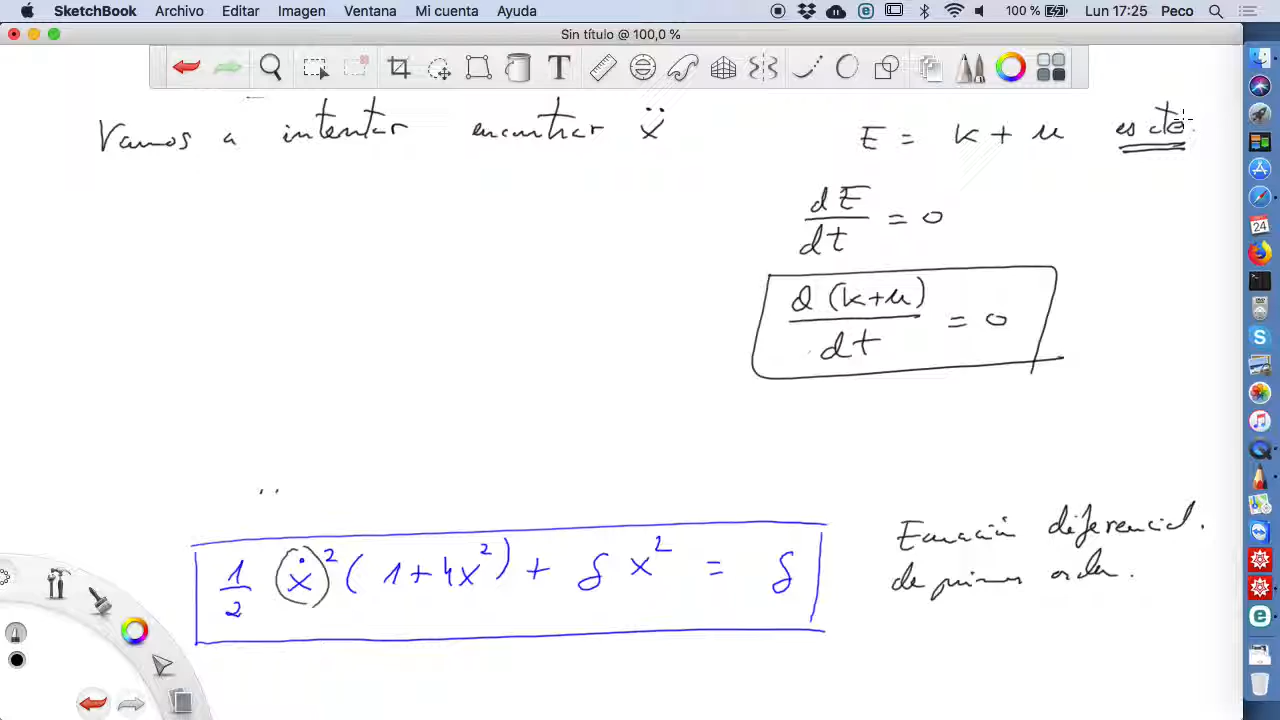 SketchBook Archivo Editar Imagen Ventana Mi cuenta Ayuda 100 % Lun 17:25 Peco
Sin título @ 100,0 %
Vamos a intentar encontrar ẍ
E = k + u es cte.
dE/dt = 0
d(k+u)/dt = 0
1/2 (ẋ)² (1+4x²) + g x² = g
Ecuación diferencial.
de primer orden.